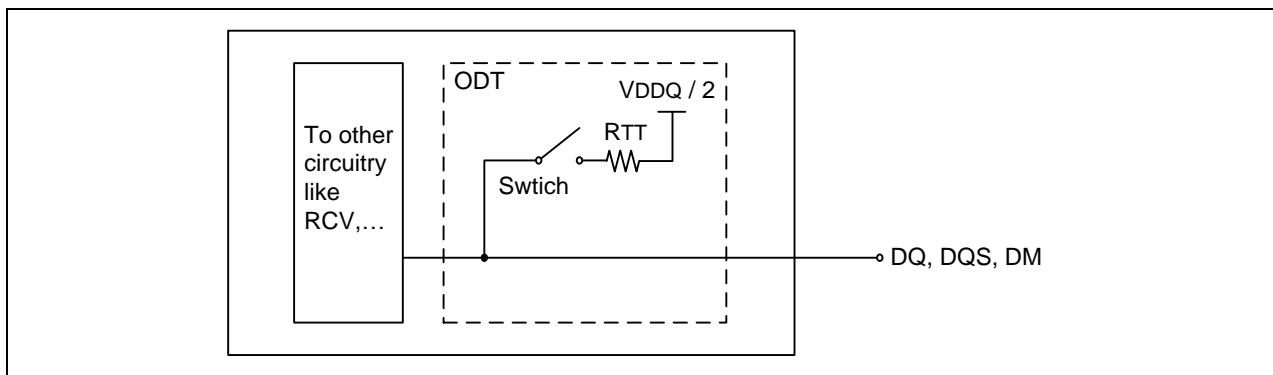 ODT
VDDQ / 2
RTT
Swtich
To other
circuitry
like
RCV,...
DQ, DQS, DM